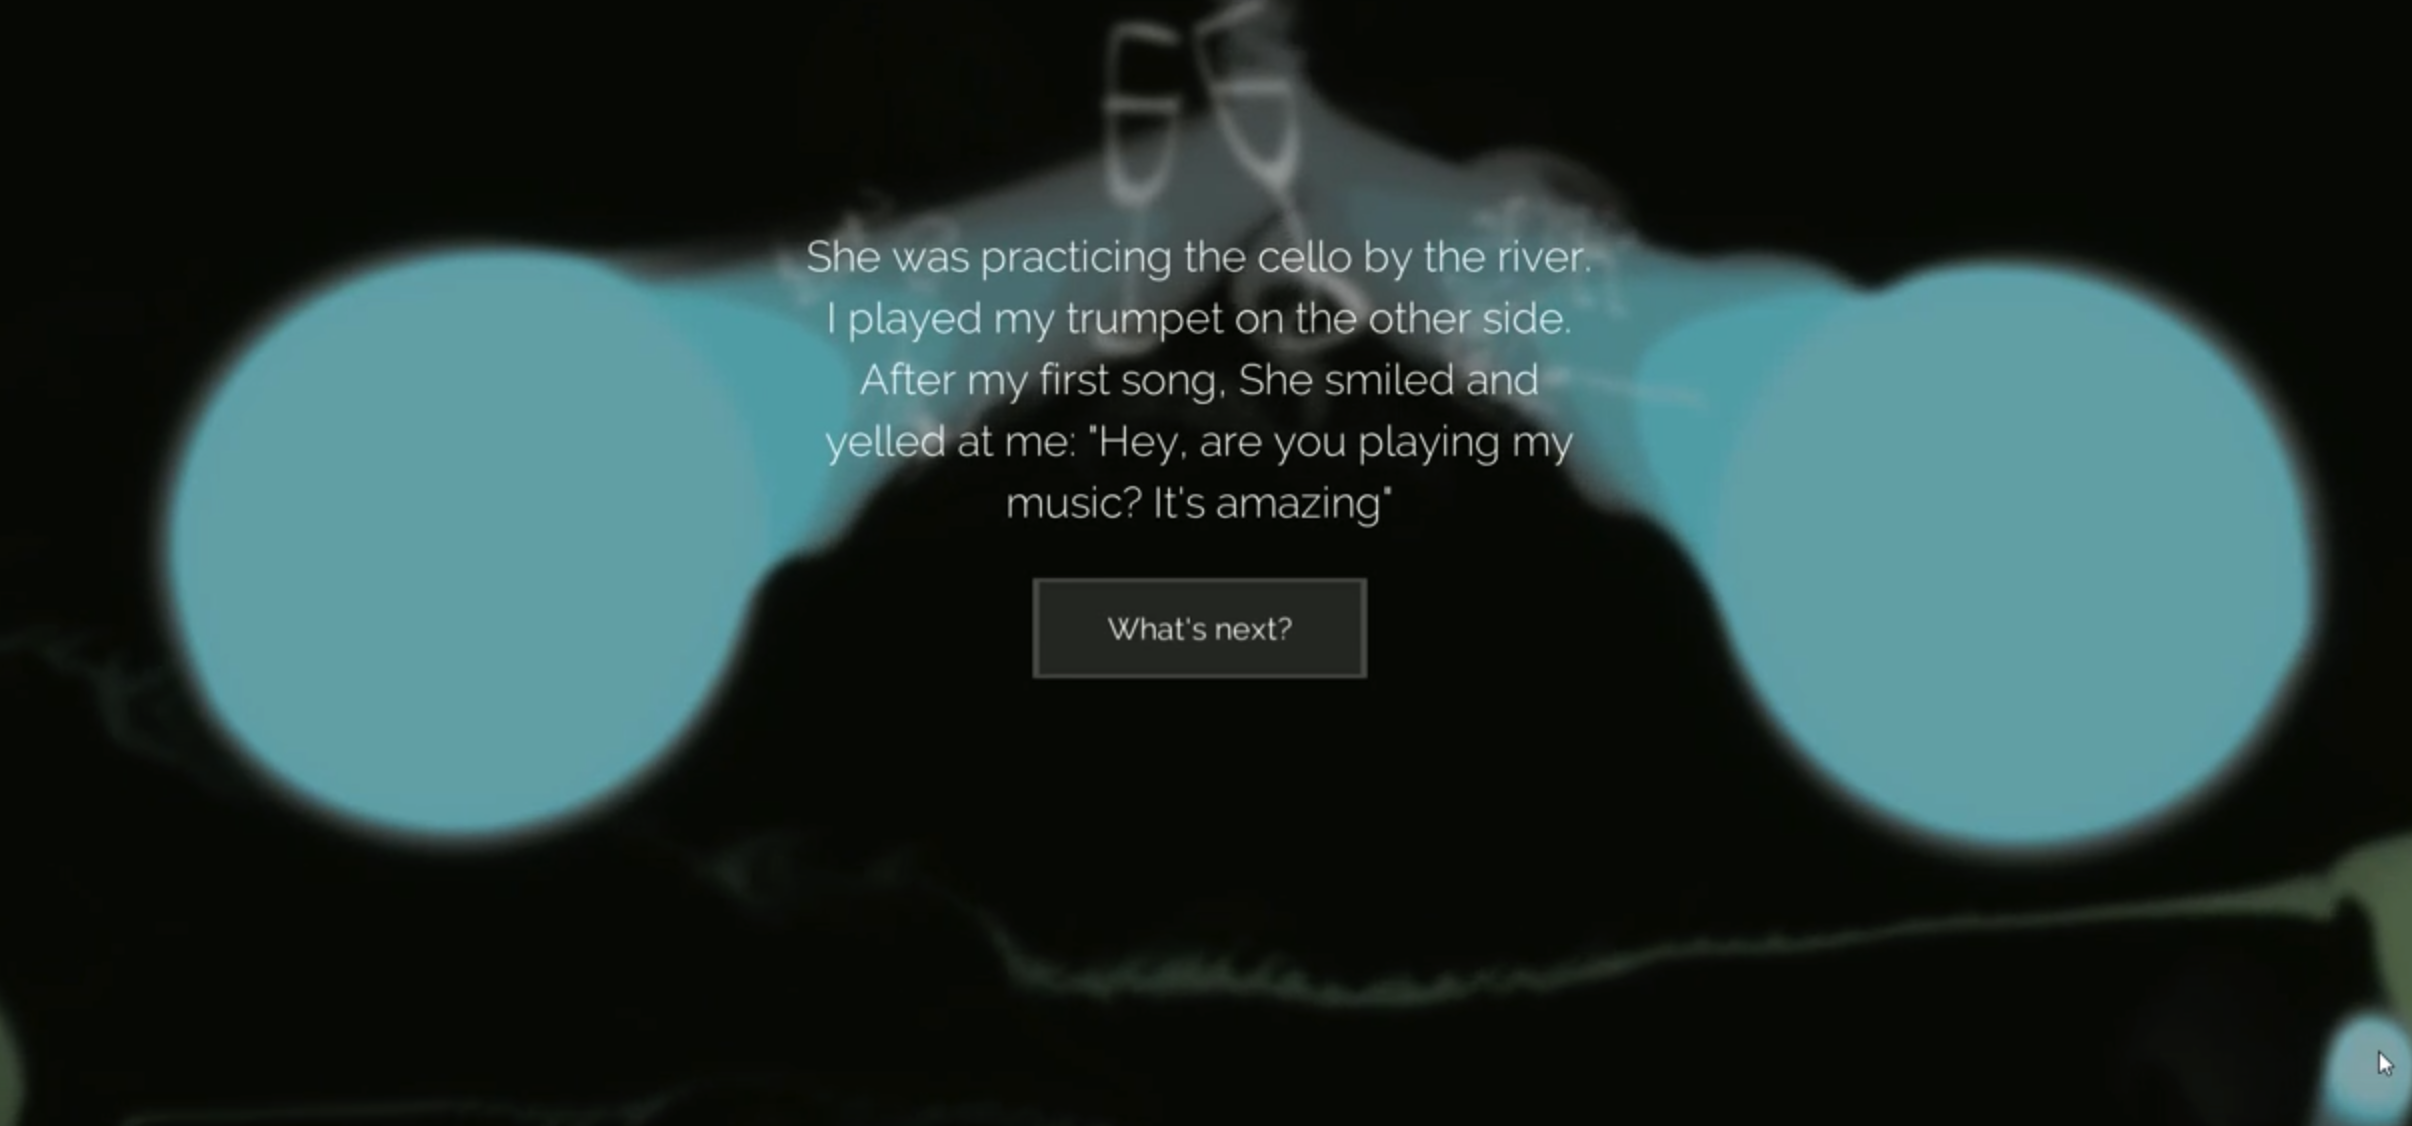 She was practicing the cello by the river.
I played my trumpet on the other side.
After my first song, She smiled and
yelled at me: "Hey, are you playing my
music? It's amazing"
What's next?